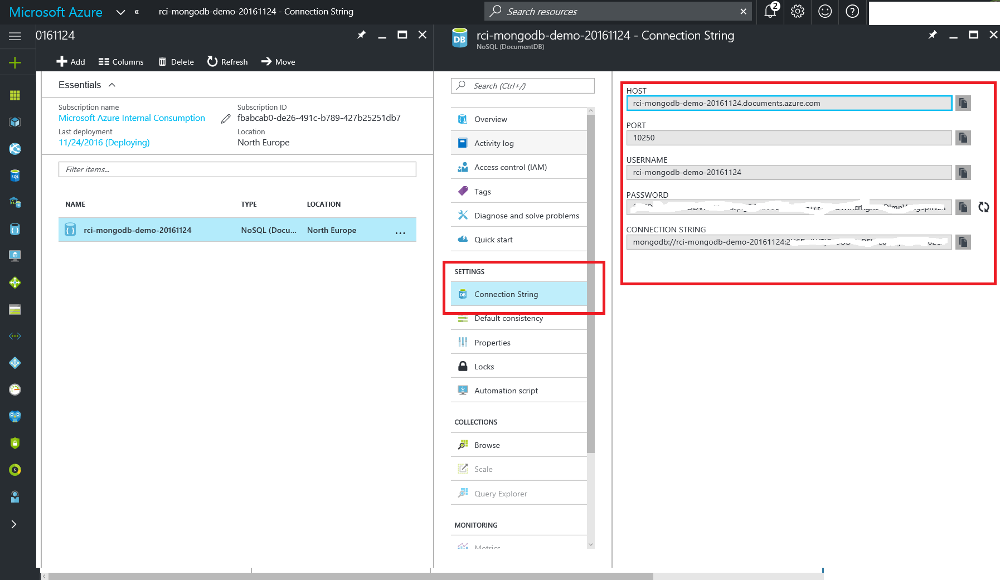 Microsoft Azure
«
rci-mongodb-demo-20161124 - Connection String
Search resources
2
0161124
Add
Columns
Delete
Refresh
Move
Essentials
Subscription name
Microsoft Azure Internal Consumption
Subscription ID
fbabcab0-de26-491c-b789-427b25251db7
Last deployment
11/24/2016 (Deploying)
Location
North Europe
Filter items...
NAME TYPE LOCATION
rci-mongodb-demo-20161124 NoSQL (Docu... North Europe ...
rci-mongodb-demo-20161124 - Connection String
NoSQL (DocumentDB)
Search (Ctrl+/)
Overview
Activity log
Access control (IAM)
Tags
Diagnose and solve problems
Quick start
SETTINGS
Connection String
Default consistency
Properties
Locks
Automation script
COLLECTIONS
Browse
Scale
Query Explorer
MONITORING
Metrics
HOST
rci-mongodb-demo-20161124.documents.azure.com
PORT
10250
USERNAME
rci-mongodb-demo-20161124
PASSWORD
CONNECTION STRING
mongodb://rci-mongodb-demo-20161124: